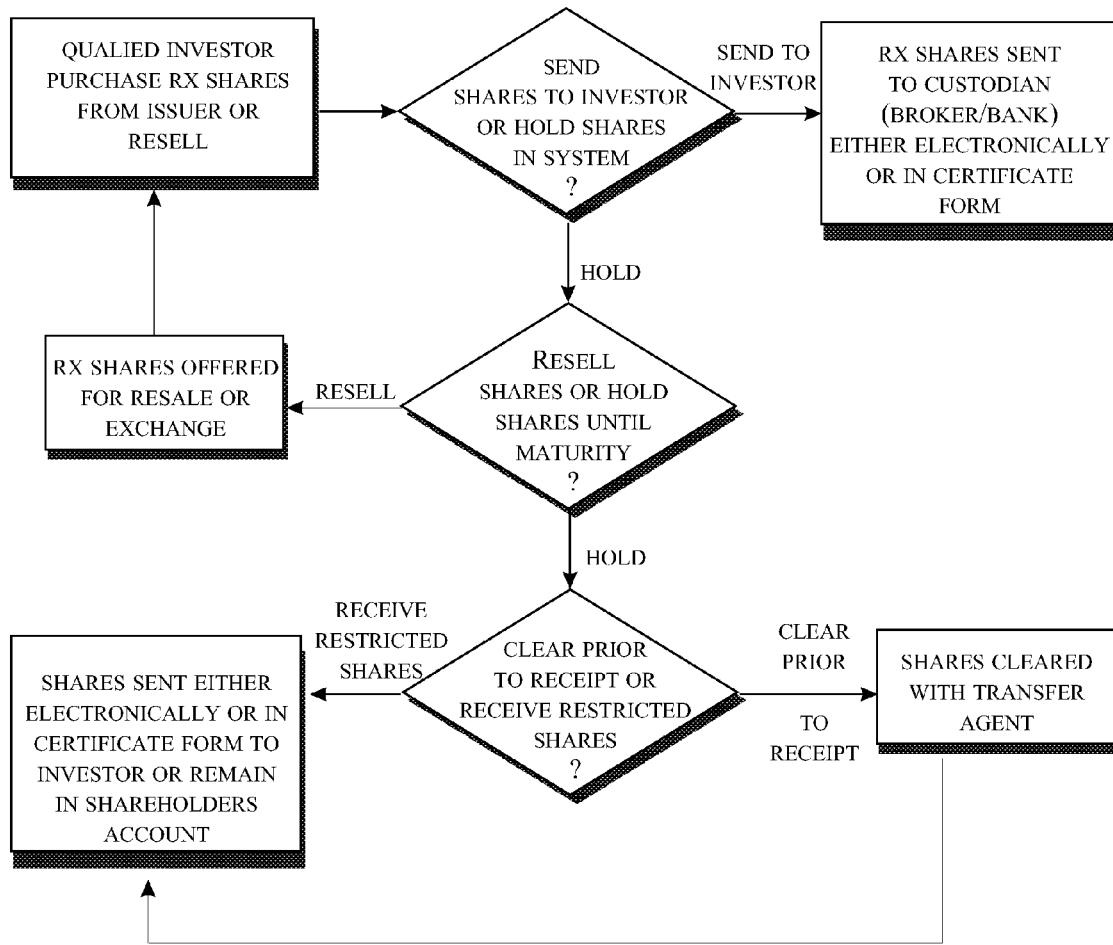 QUALIED INVESTOR
PURCHASE RX SHARES
FROM ISSUER OR
RESELL
SEND
SHARES TO INVESTOR
OR HOLD SHARES
IN SYSTEM
?
SEND TO
INVESTOR
RX SHARES SENT
TO CUSTODIAN
(BROKER/BANK)
EITHER ELECTRONICALLY
OR IN CERTIFICATE
FORM
HOLD
RX SHARES OFFERED
FOR RESALE OR
EXCHANGE
RESELL
RESELL
SHARES OR HOLD
SHARES UNTIL
MATURITY
?
HOLD
SHARES SENT EITHER
ELECTRONICALLY OR IN
CERTIFICATE FORM TO
INVESTOR OR REMAIN
IN SHAREHOLDERS
ACCOUNT
RECEIVE
RESTRICTED
SHARES
CLEAR PRIOR
TO RECEIPT OR
RECEIVE RESTRICTED
SHARES
?
CLEAR
PRIOR
TO
RECEIPT
SHARES CLEARED
WITH TRANSFER
AGENT